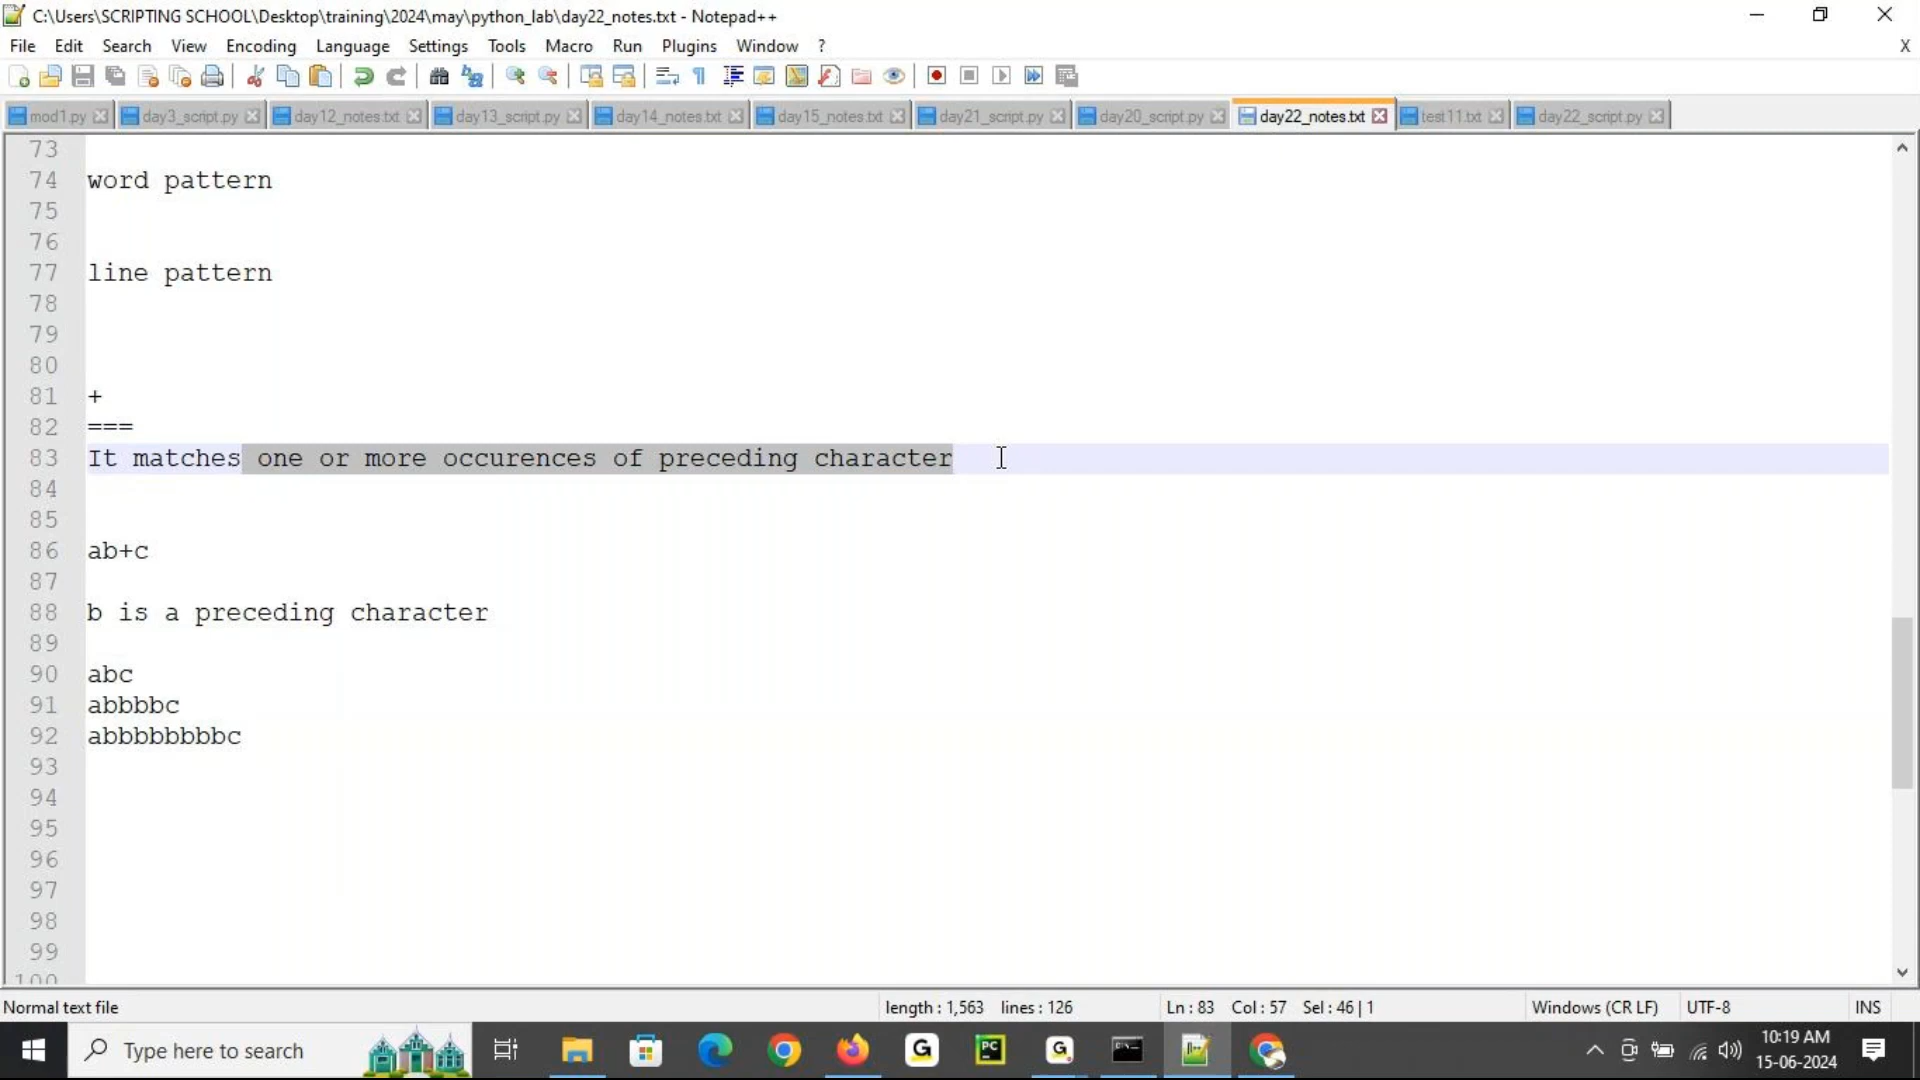 C:\Users\SCRIPTING SCHOOL\Desktop\training\2024\may\python_lab\day22_notes.txt - Notepad++
File Edit Search View Encoding Language Settings Tools Macro Run Plugins Window ? X
mod1.py day3_script.py day12_notes.txt day13_script.py day14_notes.txt day15_notes.txt day21_script.py day20_script.py day22_notes.txt test11.txt day22_script.py
73
74 word pattern
75
76
77 line pattern
78
79
80
81 +
82 ===
83 It matches one or more occurences of preceding character
84
85
86 ab+c
87
88 b is a preceding character
89
90 abc
91 abbbbc
92 abbbbbbbbc
93
94
95
96
97
98
99
100
Normal text file length : 1,563 lines : 126 Ln : 83 Col : 57 Sel : 46 | 1 Windows (CR LF) UTF-8 INS
Type here to search
10:19 AM
15-06-2024